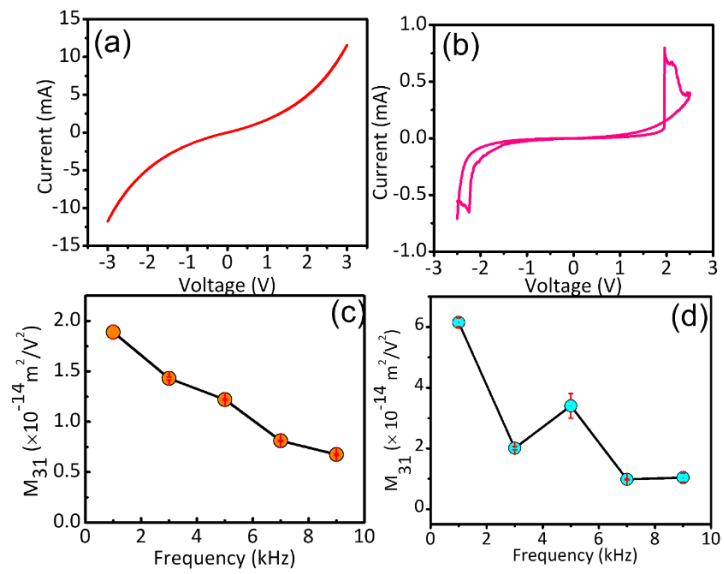 (a)
15
10
5
0
-5
-10
-15
Current (mA)
-3 -2 -1 0 1 2 3
Voltage (V)
(b)
1.0
0.5
0.0
-0.5
-1.0
Current (mA)
-3 -2 -1 0 1 2 3
Voltage (V)
(c)
2.0
1.5
1.0
0.5
0.0
M31 (×10-14 m2/V2)
0 2 4 6 8 10
Frequency (kHz)
(d)
6
4
2
0
M31 (× 10-14 m2/V2)
0 2 4 6 8 10
Frequency (kHz)